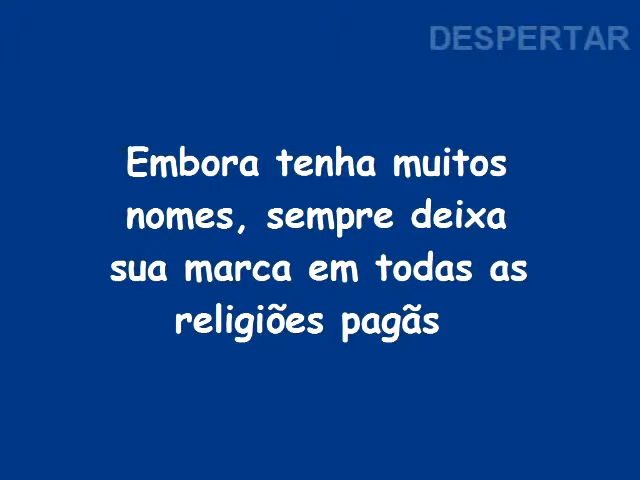 DESPERTAR
Embora tenha muitos
nomes, sempre deixa
sua marca em todas as
religiões pagãs